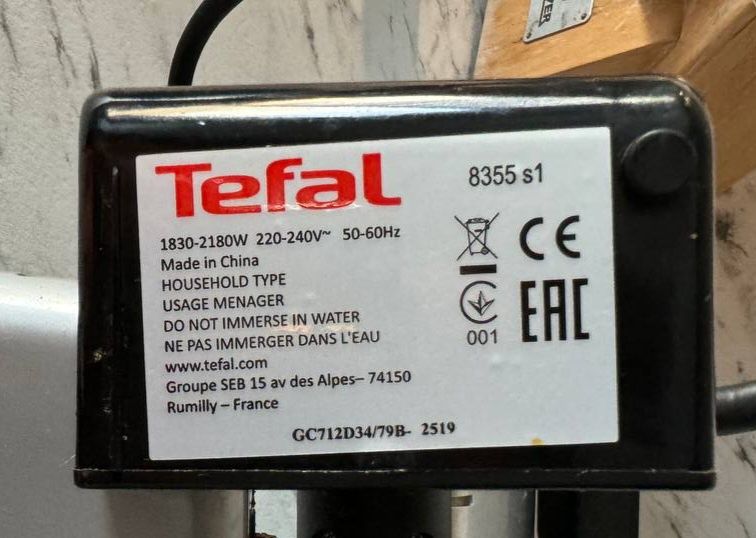 ZER
Tefal
8355 s1
1830-2180W 220-240V~ 50-60Hz
Made in China
HOUSEHOLD TYPE
USAGE MENAGER
DO NOT IMMERSE IN WATER
NE PAS IMMERGER DANS L'EAU
www.tefal.com
Groupe SEB 15 av des Alpes– 74150
Rumilly – France
CE
EAC
001
GC712D34/79B- 2519